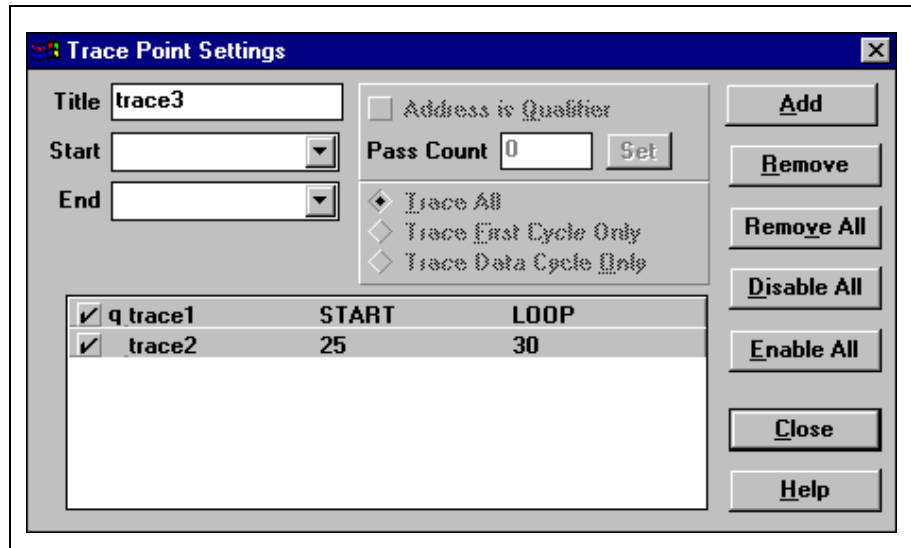 Trace Point Settings
Title trace3
Start
End
Address is Qualifier
Pass Count 0 Set
Trace All
Trace First Cycle Only
Trace Data Cycle Only
q trace1 START LOOP
trace2 25 30
Add
Remove
Remove All
Disable All
Enable All
Close
Help